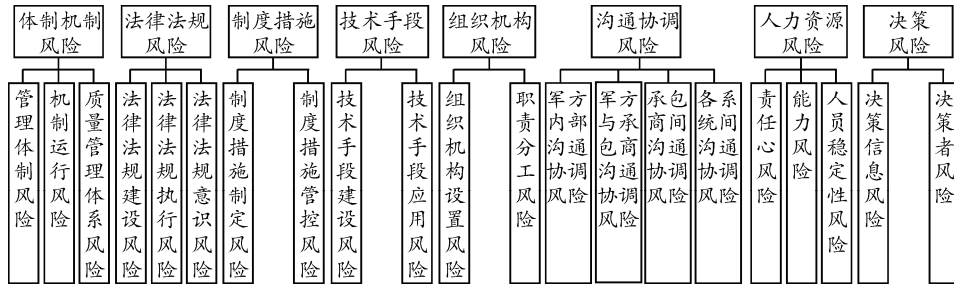 体制机制
风险
法律法规
风险
制度措施
风险
技术手段
风险
组织机构
风险
沟通协调
风险
人力资源
风险
决策
风险
管理体制风险
机制运行风险
质量管理体系风险
法律法规建设风险
法律法规执行风险
法律法规意识风险
制度措施制定风险
制度措施管控风险
技术手段建设风险
技术手段应用风险
组织机构设置风险
职责分工风险
军方
内部
沟通
协调
风险
军方
与承
包商
沟通
协调
风险
承包
商间
沟通
协调
风险
各系
统间
沟通
协调
风险
责任心风险
能力风险
人员稳定性风险
决策信息风险
决策者风险